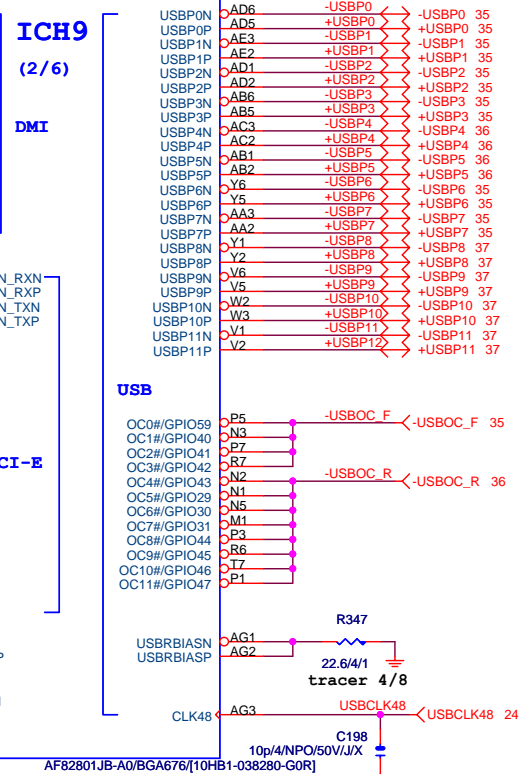 ICH9
(2/6)
DMI
USBP0N AD6 -USBP0 -USBP0 35
USBP0P AD5 +USBP0 +USBP0 35
USBP1N AE3 -USBP1 -USBP1 35
USBP1P AE2 +USBP1 +USBP1 35
USBP2N AD1 -USBP2 -USBP2 35
USBP2P AD2 +USBP2 +USBP2 35
USBP3N AB6 -USBP3 -USBP3 35
USBP3P AB5 +USBP3 +USBP3 35
USBP4N AC3 -USBP4 -USBP4 36
USBP4P AC2 +USBP4 +USBP4 36
USBP5N AB1 -USBP5 -USBP5 36
USBP5P AB2 +USBP5 +USBP5 36
USBP6N Y6 -USBP6 -USBP6 35
USBP6P Y5 +USBP6 +USBP6 35
USBP7N AA3 -USBP7 -USBP7 35
USBP7P AA2 +USBP7 +USBP7 35
USBP8N Y1 -USBP8 -USBP8 37
USBP8P Y2 +USBP8 +USBP8 37
USBP9N V6 -USBP9 -USBP9 37
USBP9P V5 +USBP9 +USBP9 37
USBP10N W2 -USBP10 -USBP10 37
USBP10P W3 +USBP10 +USBP10 37
USBP11N V1 -USBP11 -USBP11 37
USBP11P V2 +USBP12 +USBP11 37
N_RXN
N_RXP
N_TXN
N_TXP
USB
OC0#/GPIO59 P5 -USBOC_F -USBOC_F 35
OC1#/GPIO40 N3
OC2#/GPIO41 P7
OC3#/GPIO42 R7
OC4#/GPIO43 N2 -USBOC_R -USBOC_R 36
OC5#/GPIO29 N1
OC6#/GPIO30 N5
OC7#/GPIO31 M1
OC8#/GPIO44 P3
OC9#/GPIO45 R6
OC10#/GPIO46 T7
OC11#/GPIO47 P1
CI-E
R347
USBRBIASN AG1
USBRBIASP AG2
22.6/4/1
tracer 4/8
P
CLK48 AG3 USBCLK48 USBCLK48 24
C198
10p/4/NPO/50V/J/X
AF82801JB-A0/BGA676/[10HB1-038280-G0R]